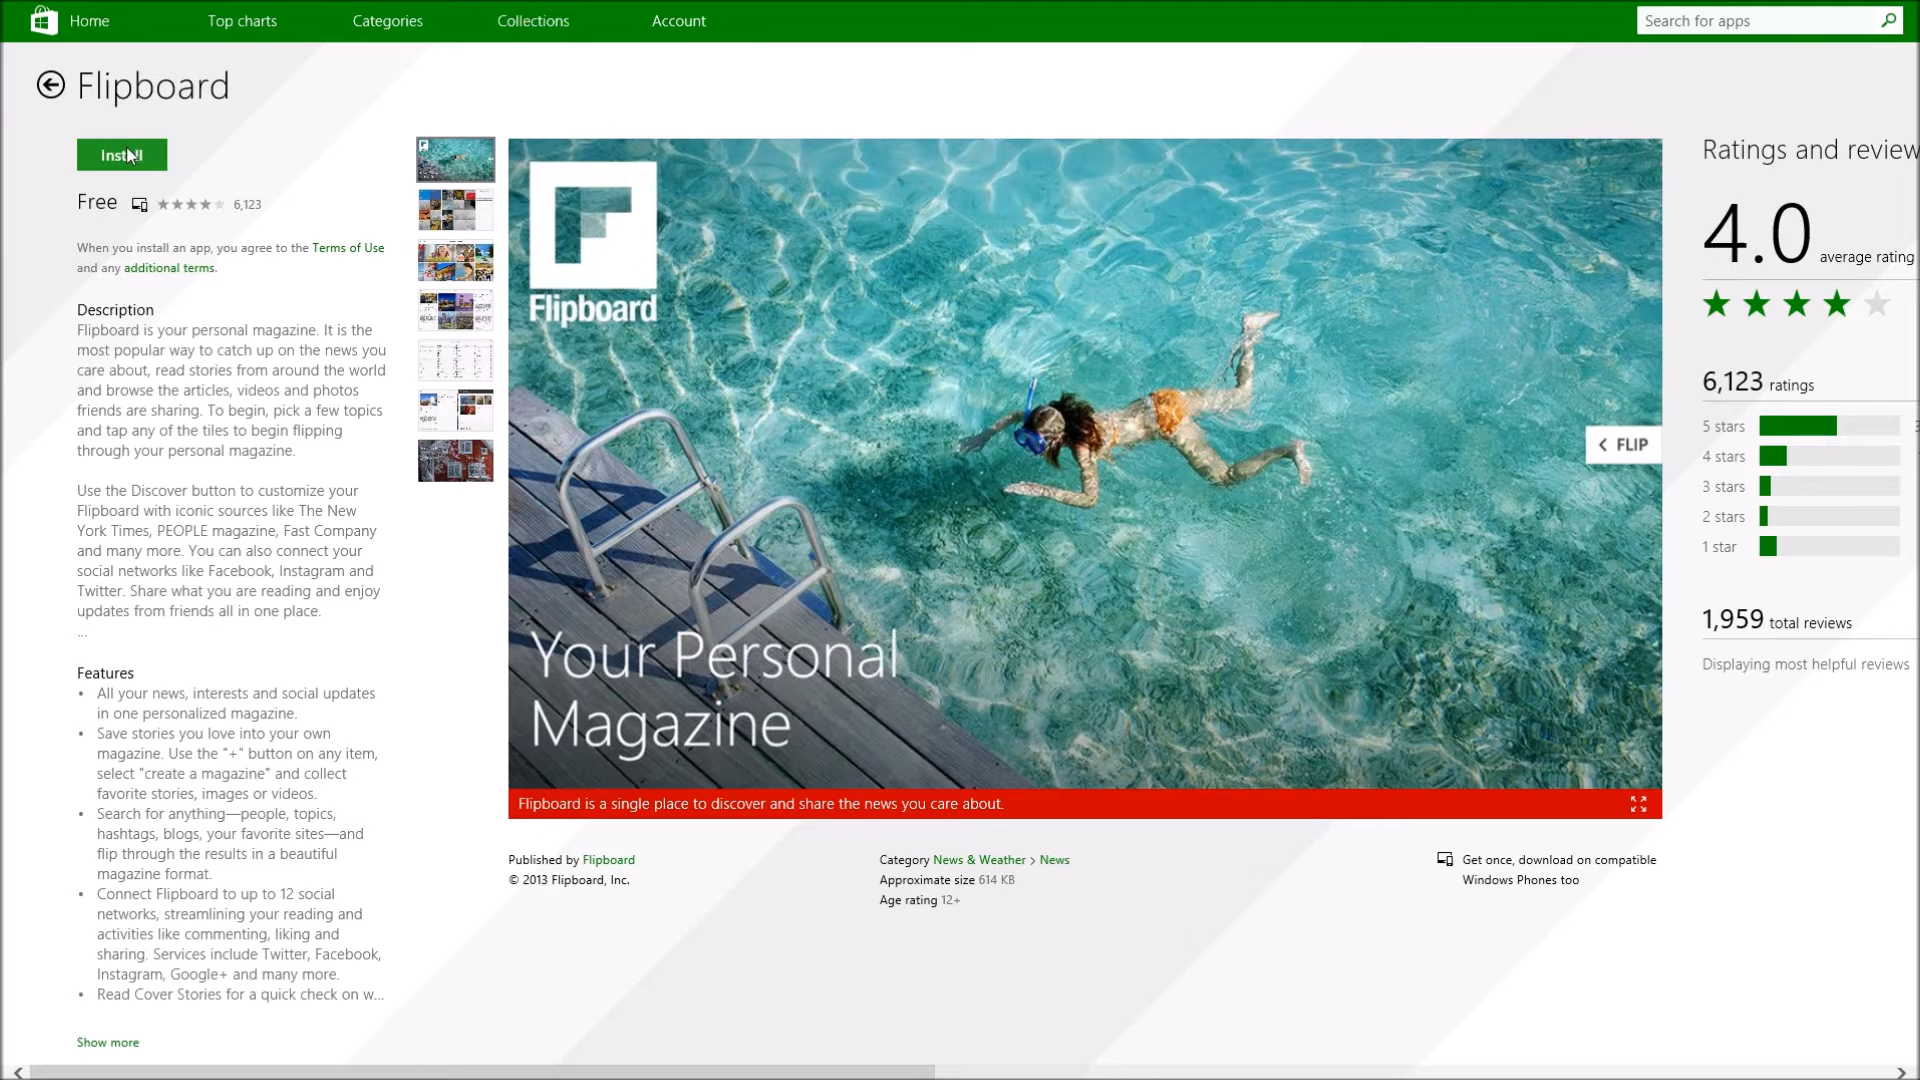 Home
Top charts
Categories
Collections
Account
Search for apps
Flipboard
Install
Free
6,123
When you install an app, you agree to the Terms of Use
and any additional terms.
Description
Flipboard is your personal magazine. It is the
most popular way to catch up on the news you
care about, read stories from around the world
and browse the articles, videos and photos
friends are sharing. To begin, pick a few topics
and tap any of the tiles to begin flipping
through your personal magazine.
Use the Discover button to customize your
Flipboard with iconic sources like The New
York Times, PEOPLE magazine, Fast Company
and many more. You can also connect your
social networks like Facebook, Instagram and
Twitter. Share what you are reading and enjoy
updates from friends all in one place.
...
Features
• All your news, interests and social updates
in one personalized magazine.
• Save stories you love into your own
magazine. Use the "+" button on any item,
select "create a magazine" and collect
favorite stories, images or videos.
• Search for anything—people, topics,
hashtags, blogs, your favorite sites—and
flip through the results in a beautiful
magazine format.
• Connect Flipboard to up to 12 social
networks, streamlining your reading and
activities like commenting, liking and
sharing. Services include Twitter, Facebook,
Instagram, Google+ and many more.
• Read Cover Stories for a quick check on w...
Show more
Flipboard
Your Personal
Magazine
FLIP
Flipboard is a single place to discover and share the news you care about.
Published by Flipboard
© 2013 Flipboard, Inc.
Category News & Weather > News
Approximate size 614 KB
Age rating 12+
Get once, download on compatible
Windows Phones too
Ratings and review
4.0 average rating
6,123 ratings
5 stars
4 stars
3 stars
2 stars
1 star
1,959 total reviews
Displaying most helpful reviews